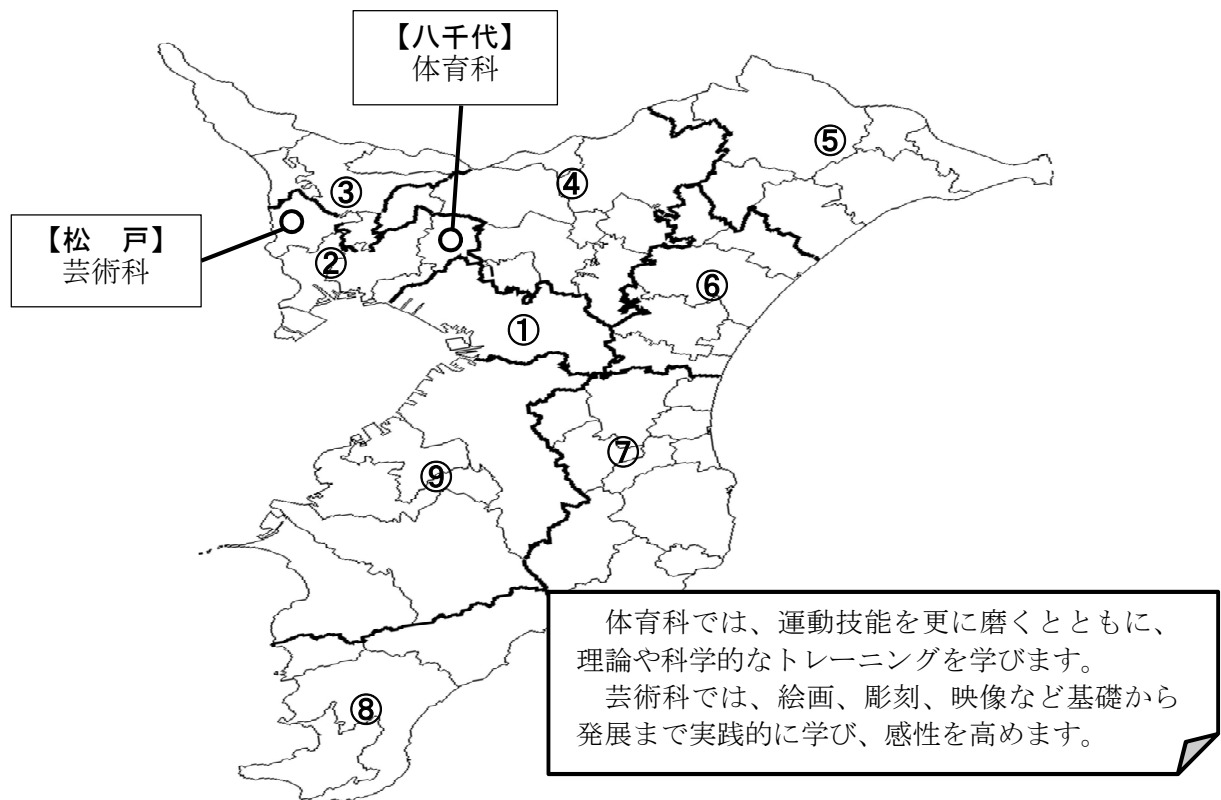 【八千代】
体育科
⑤
④
③
【松　戸】
芸術科
②
⑥
①
⑦
⑨
⑧
　体育科では、運動技能を更に磨くとともに、
理論や科学的なトレーニングを学びます。
　芸術科では、絵画、彫刻、映像など基礎から
発展まで実践的に学び、感性を高めます。